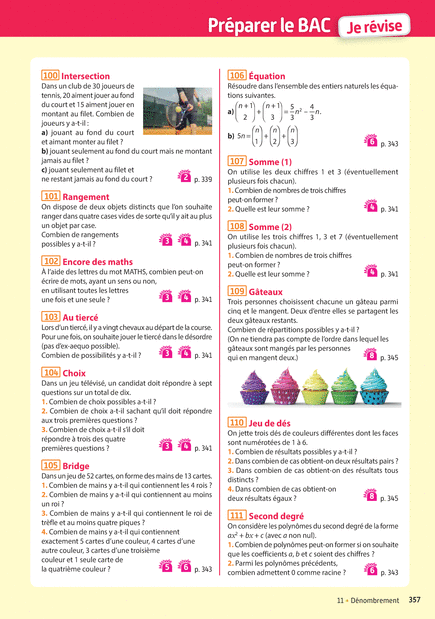 Préparer le BAC
Je révise
100 Intersection
Dans un club de 30 joueurs de
tennis, 20 aiment jouer au fond
du court et 15 aiment jouer en
montant au filet. Combien de
joueurs y a-t-il :
a) jouant au fond du court
et aimant monter au filet ?
b) jouant seulement au fond du court mais ne montant
jamais au filet ?
c) jouant seulement au filet et
ne restant jamais au fond du court ?
2 p. 339
101 Rangement
On dispose de deux objets distincts que l'on souhaite
ranger dans quatre cases vides de sorte qu'il y ait au plus
un objet par case.
Combien de rangements
possibles y a-t-il ?
3 4 p. 341
102 Encore des maths
À l'aide des lettres du mot MATHS, combien peut-on
écrire de mots, ayant un sens ou non,
en utilisant toutes les lettres
une fois et une seule ?
3 4 p. 341
103 Au tiercé
Lors d'un tiercé, il y a vingt chevaux au départ de la course.
Pour une fois, on souhaite jouer le tiercé dans le désordre
(pas d'ex-aequo possible).
Combien de possibilités y a-t-il ?
3 4 p. 341
104 Choix
Dans un jeu télévisé, un candidat doit répondre à sept
questions sur un total de dix.
1. Combien de choix possibles a-t-il ?
2. Combien de choix a-t-il sachant qu'il doit répondre
aux trois premières questions ?
3. Combien de choix a-t-il s'il doit
répondre à trois des quatre
premières questions ?
3 4 p. 341
105 Bridge
Dans un jeu de 52 cartes, on forme des mains de 13 cartes.
1. Combien de mains y a-t-il qui contiennent les 4 rois ?
2. Combien de mains y a-t-il qui contiennent au moins
un roi ?
3. Combien de mains y a-t-il qui contiennent le roi de
trèfle et au moins quatre piques ?
4. Combien de mains y a-t-il qui contiennent
exactement 5 cartes d'une couleur, 4 cartes d'une
autre couleur, 3 cartes d'une troisième
couleur et 1 seule carte de
la quatrième couleur ?
5 6 p. 343
106 Équation
Résoudre dans l'ensemble des entiers naturels les équa-
tions suivantes.
a) (n + 1 2) + (n + 1 3) = 5/3 n² − 4/3 n.
b) 5n = (n 1) + (n 2) + (n 3)
6 p. 343
107 Somme (1)
On utilise les deux chiffres 1 et 3 (éventuellement
plusieurs fois chacun).
1. Combien de nombres de trois chiffres
peut-on former ?
2. Quelle est leur somme ?
4 p. 341
108 Somme (2)
On utilise les trois chiffres 1, 3 et 7 (éventuellement
plusieurs fois chacun).
1. Combien de nombres de trois chiffres
peut-on former ?
2. Quelle est leur somme ?
4 p. 341
109 Gâteaux
Trois personnes choisissent chacune un gâteau parmi
cinq et le mangent. Deux d'entre elles se partagent les
deux gâteaux restants.
Combien de répartitions possibles y a-t-il ?
(On ne tiendra pas compte de l'ordre dans lequel les
gâteaux sont mangés par les personnes
qui en mangent deux.)
8 p. 345
110 Jeu de dés
On jette trois dés de couleurs différentes dont les faces
sont numérotées de 1 à 6.
1. Combien de résultats possibles y a-t-il ?
2. Dans combien de cas obtient-on deux résultats pairs ?
3. Dans combien de cas obtient-on des résultats tous
distincts ?
4. Dans combien de cas obtient-on
deux résultats égaux ?
8 p. 345
111 Second degré
On considère les polynômes du second degré de la forme
ax² + bx + c (avec a non nul).
1. Combien de polynômes peut-on former si on souhaite
que les coefficients a, b et c soient des chiffres ?
2. Parmi les polynômes précédents,
combien admettent 0 comme racine ?
6 p. 343
11 • Dénombrement 357